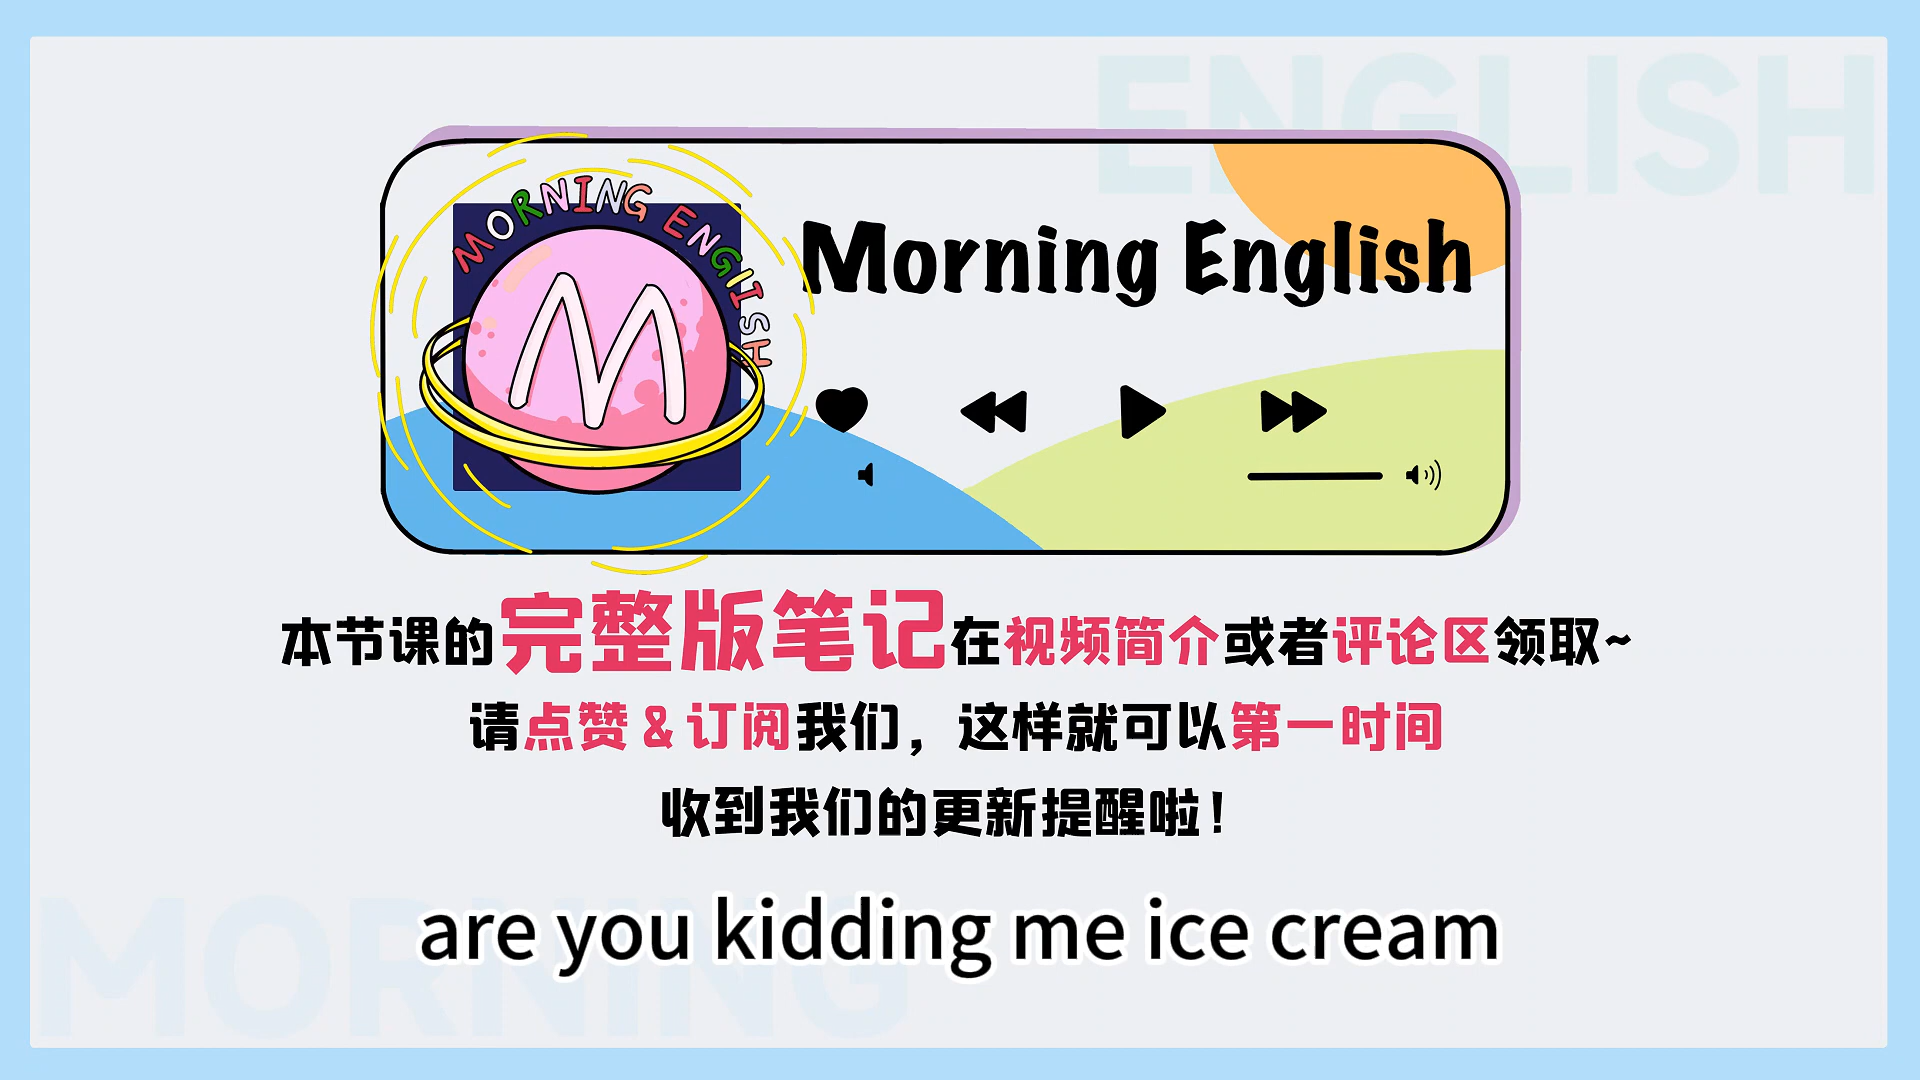 ENGLISH
MORNING ENGLISH
M
Morning English
本节课的完整版笔记在视频简介或者评论区领取~
请点赞&订阅我们，这样就可以第一时间
收到我们的更新提醒啦！
MORNING
are you kidding me ice cream